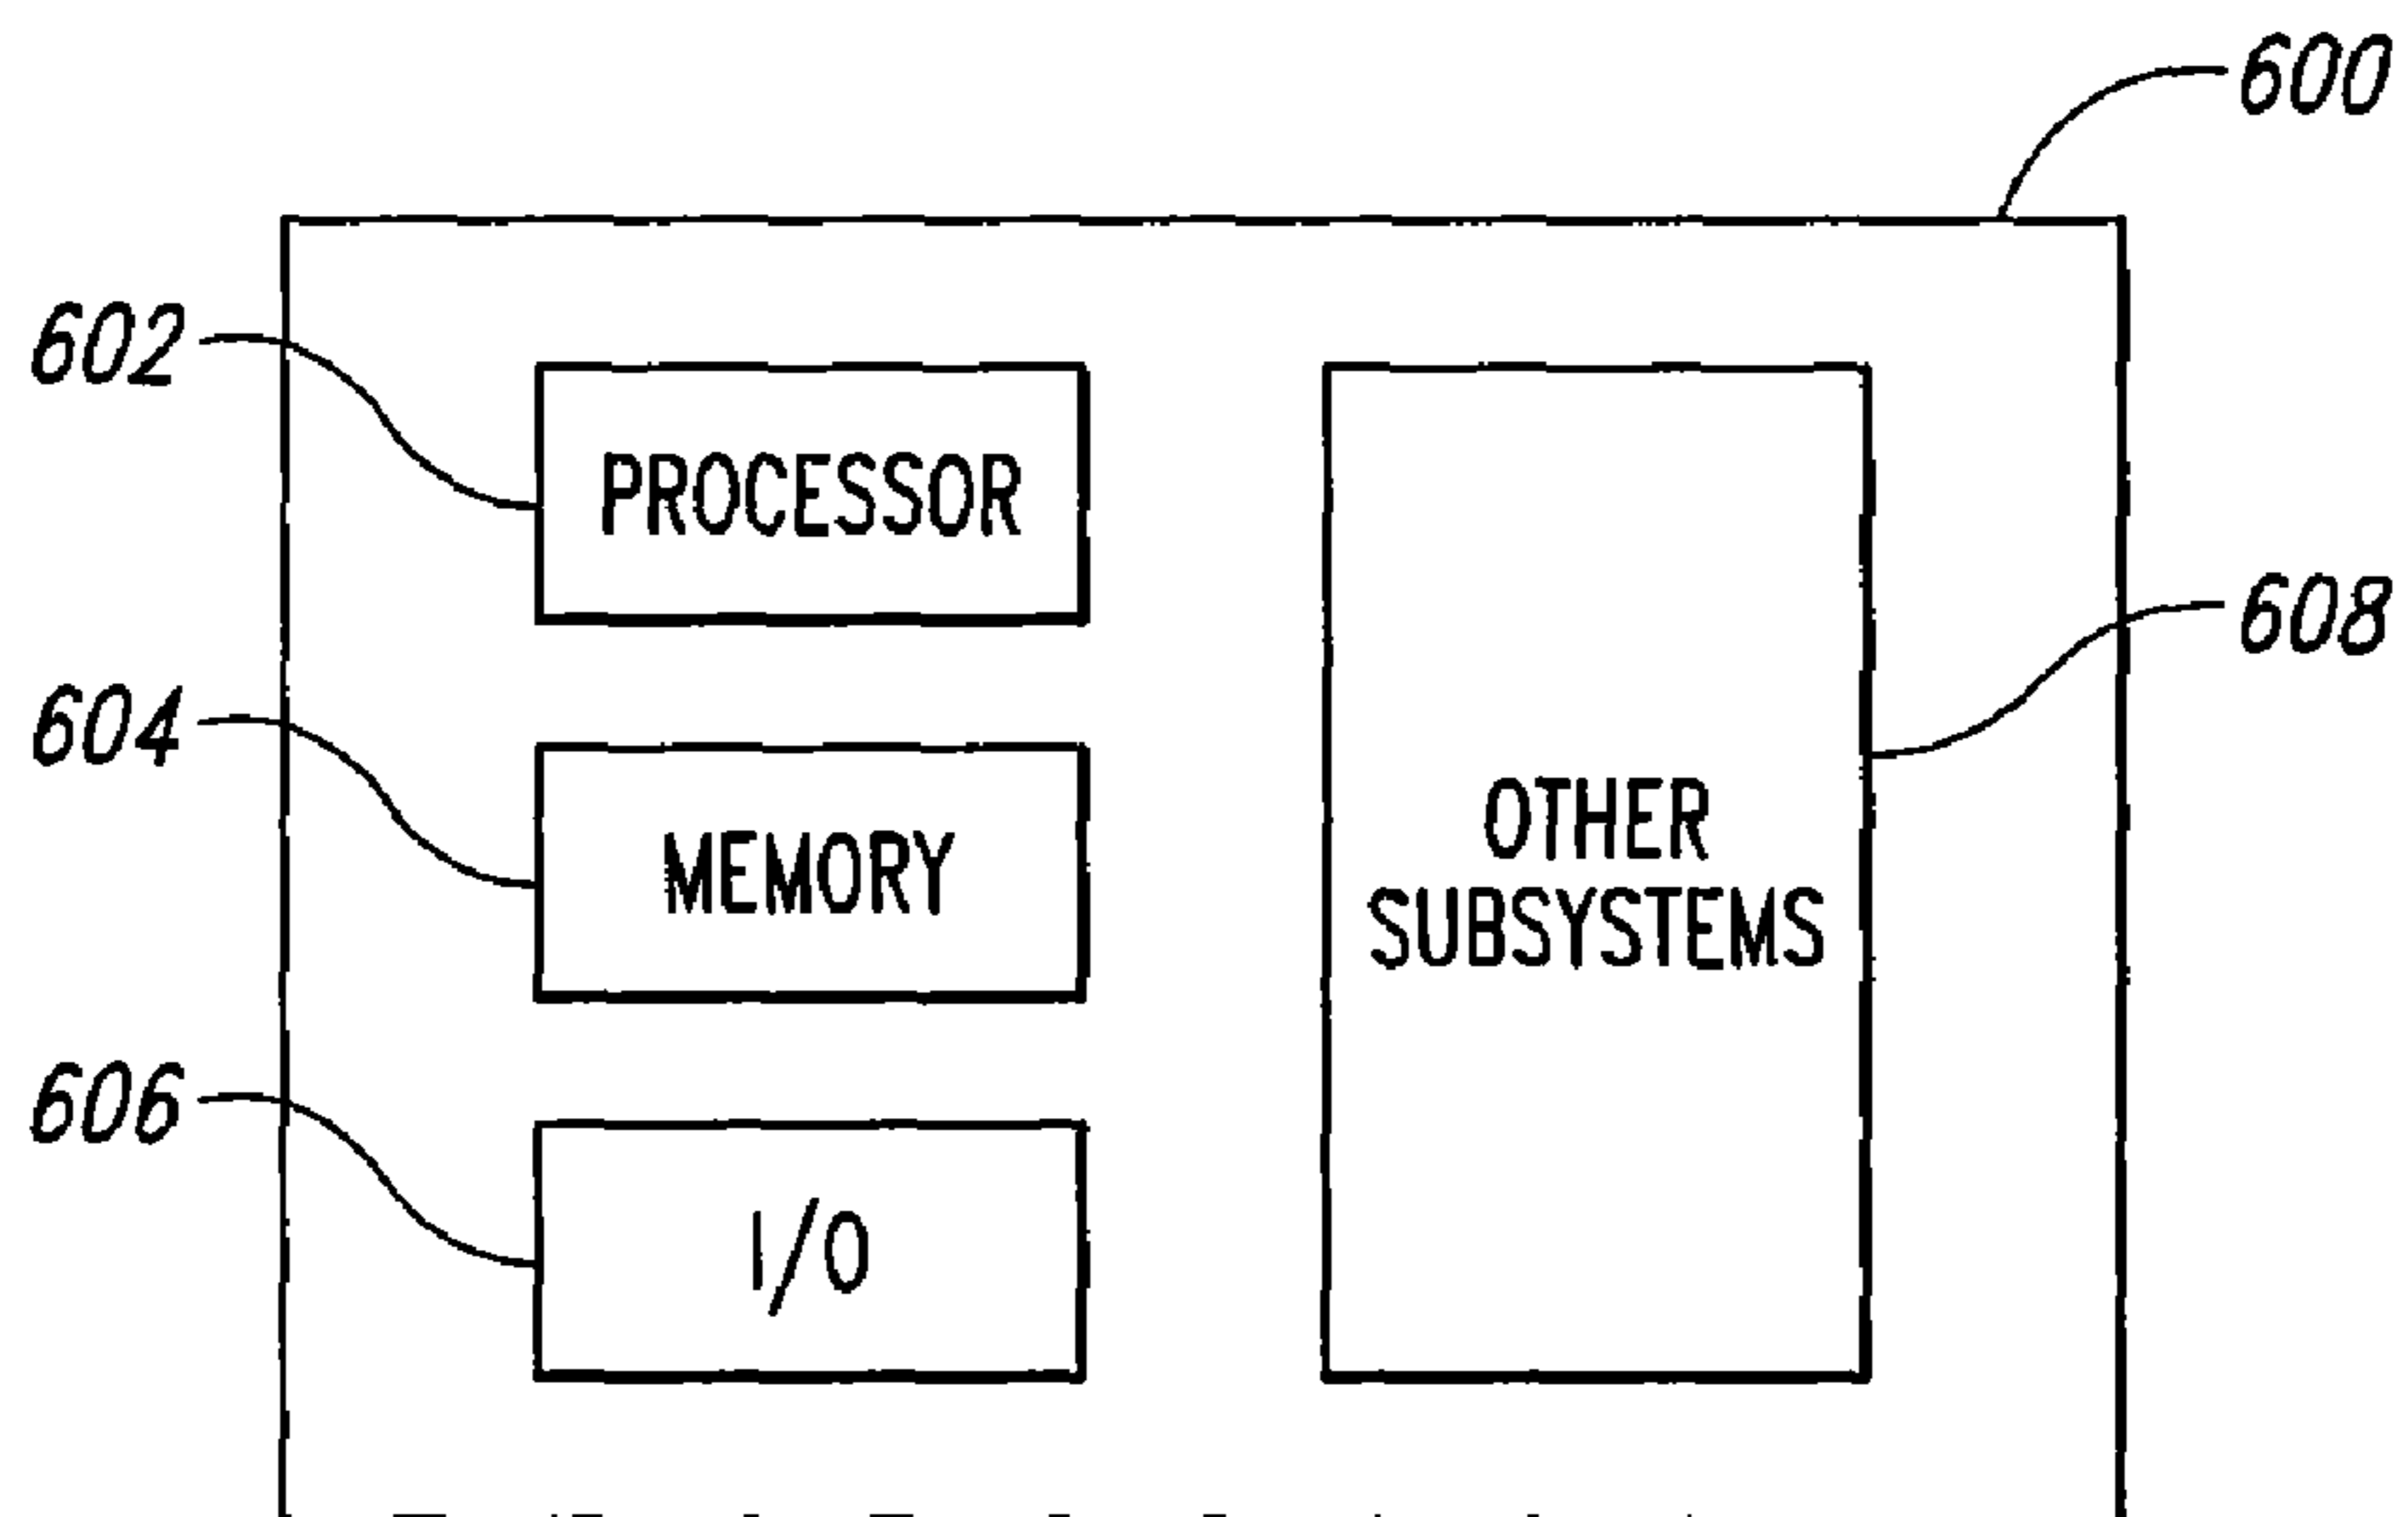 600
602
PROCESSOR
608
604
OTHER
MEMORY
SUBSYSTEMS
606
I/O